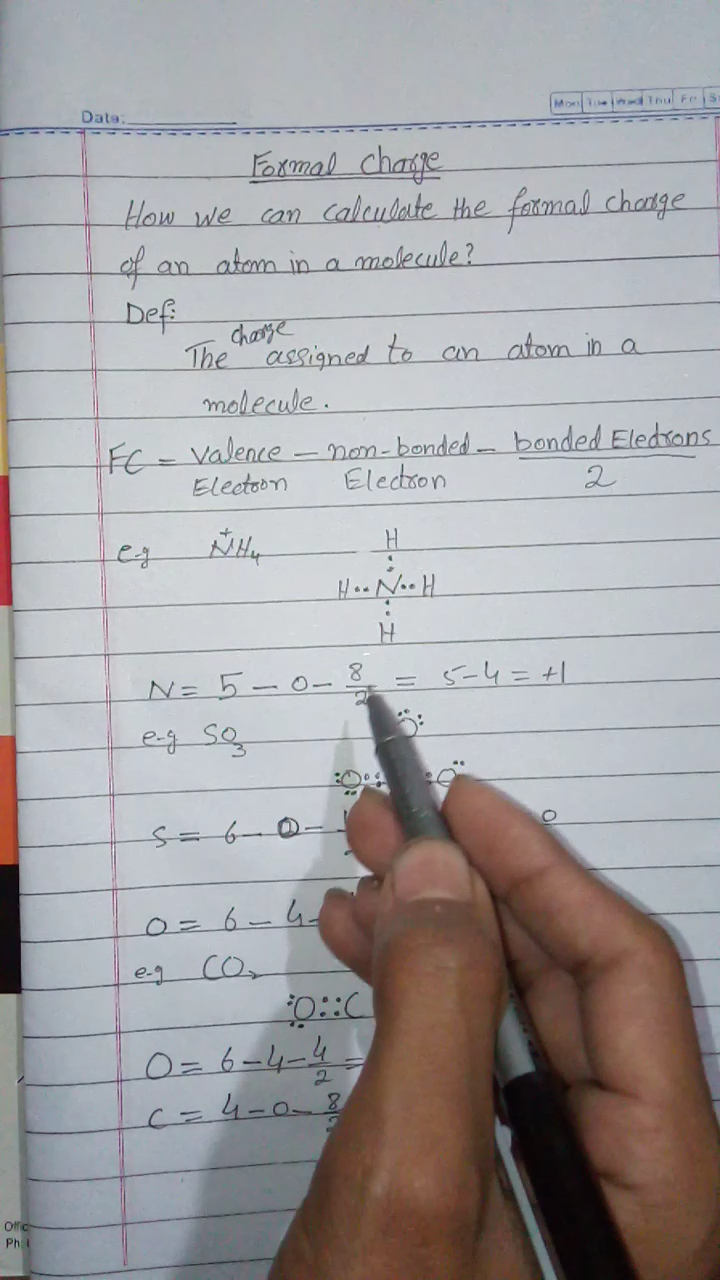 Date:
Mon Tue Wed Thu Fri S
Formal Charge
How we can calculate the formal charge
of an atom in a molecule?
Def:
charge
The assigned to an atom in a
molecule.
FC = Valence - non-bonded - bonded Electrons
Electron Electron 2
e.g N+H4 H
H··N··H
H
N = 5 - 0 - 8/2 = 5-4 = +1
e.g SO3 O
O O
S = 6 - 0 - 0
O = 6 - 4 -
e.g CO2
O::C
O = 6-4-4/2 =
C = 4-0-8
Ph: